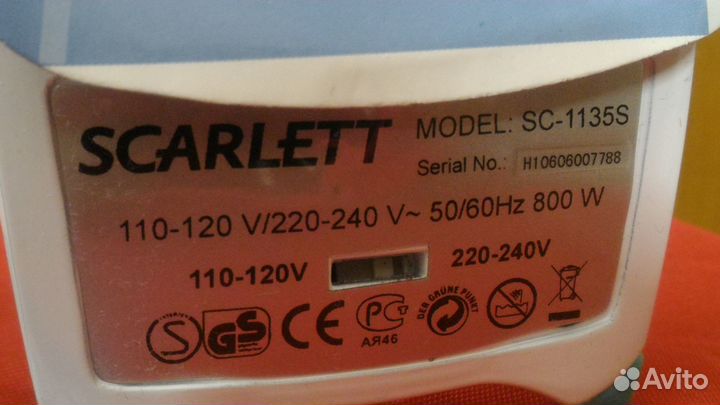 SCARLETT
MODEL: SC-1135S
Serial No.: H10606007788
110-120 V/220-240 V~ 50/60Hz 800 W
110-120V 220-240V
S GS CE PC DER GRÜNE PUNKT
АЯ46
Avito